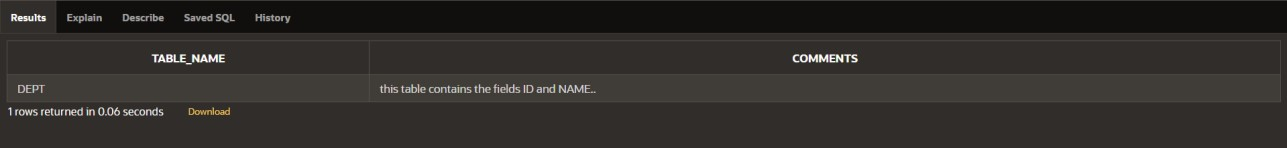 Results Explain Describe Saved SQL History
TABLE_NAME COMMENTS
DEPT this table contains the fields ID and NAME..
1 rows returned in 0.06 seconds Download